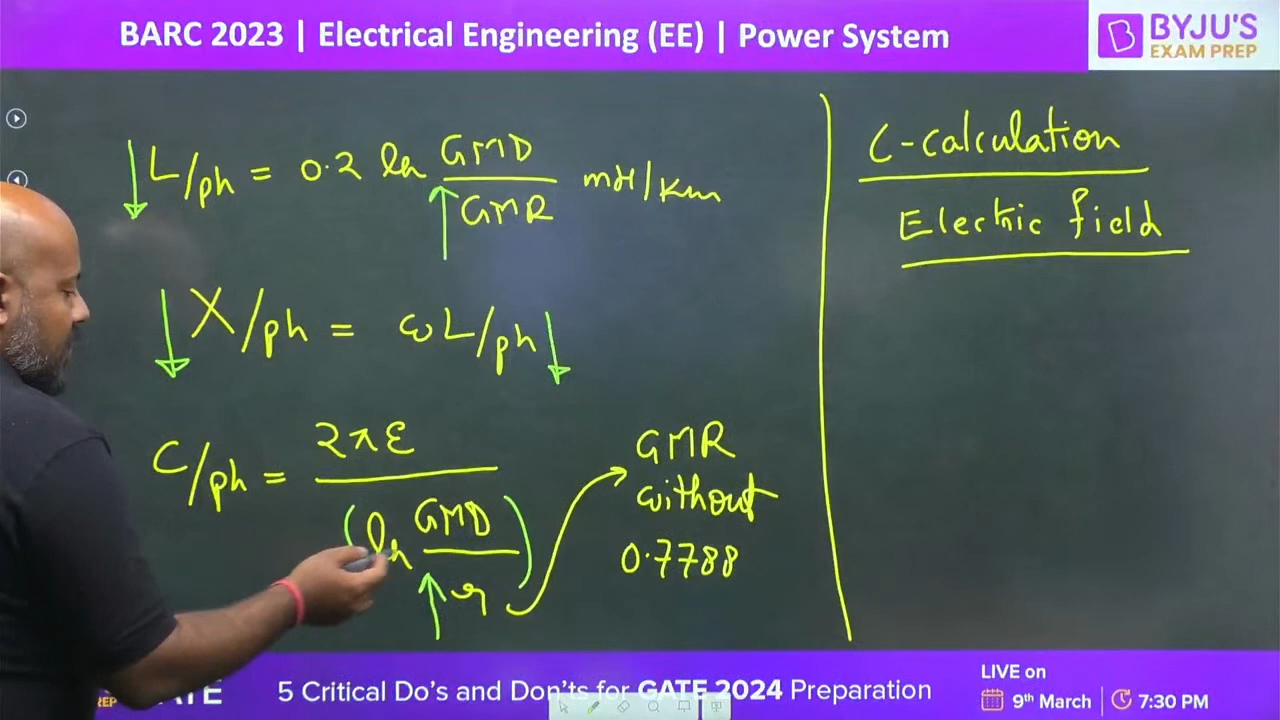 BARC 2023 | Electrical Engineering (EE) | Power System
BYJU'S
EXAM PREP
↓ L/ph = 0.2 ln GMD / ↑ GMR mH/Km
↓ X/ph = ωL/ph ↓
C/ph = 2πε / (ln GMD / ↑ r)
GMR
without
0.7788
C-calculation
Electric field
EP
5 Critical Do's and Don'ts for GATE 2024 Preparation
LIVE on
9th March | 7:30 PM